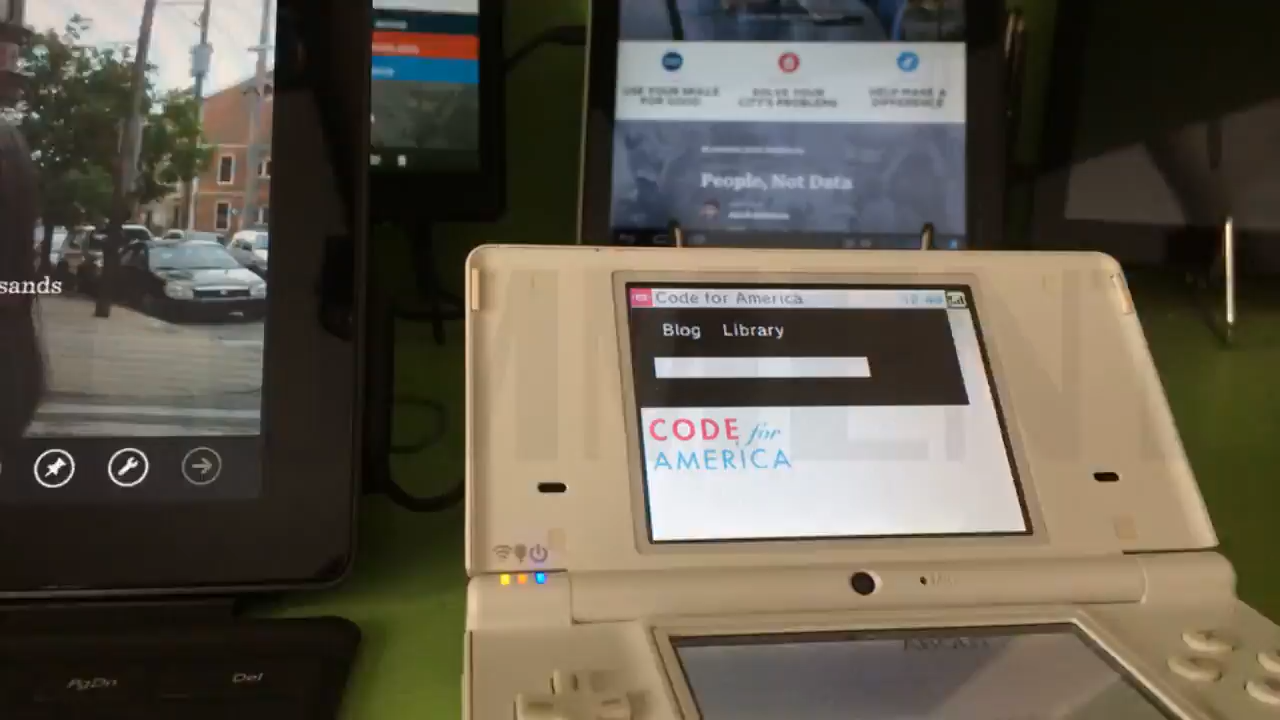 sands
USE YOUR SKILLS
FOR GOOD
SOLVE YOUR
CITY'S PROBLEMS
HELP MAKE A
DIFFERENCE
People, Not Data
Code for America
Blog Library
CODE for
AMERICA
PgDn
Del